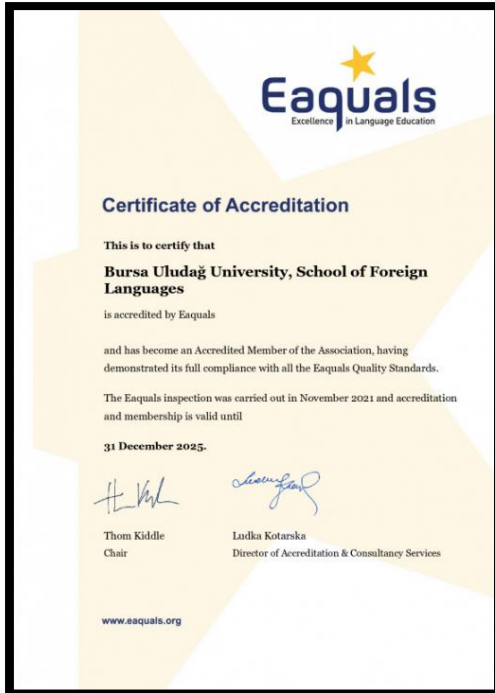 Eaquals
Excellence in Language Education
Certificate of Accreditation
This is to certify that
Bursa Uludağ University, School of Foreign
Languages
is accredited by Eaquals
and has become an Accredited Member of the Association, having
demonstrated its full compliance with all the Eaquals Quality Standards.
The Eaquals inspection was carried out in November 2021 and accreditation
and membership is valid until
31 December 2025.
Thom Kiddle
Chair
Ludka Kotarska
Director of Accreditation & Consultancy Services
www.eaquals.org